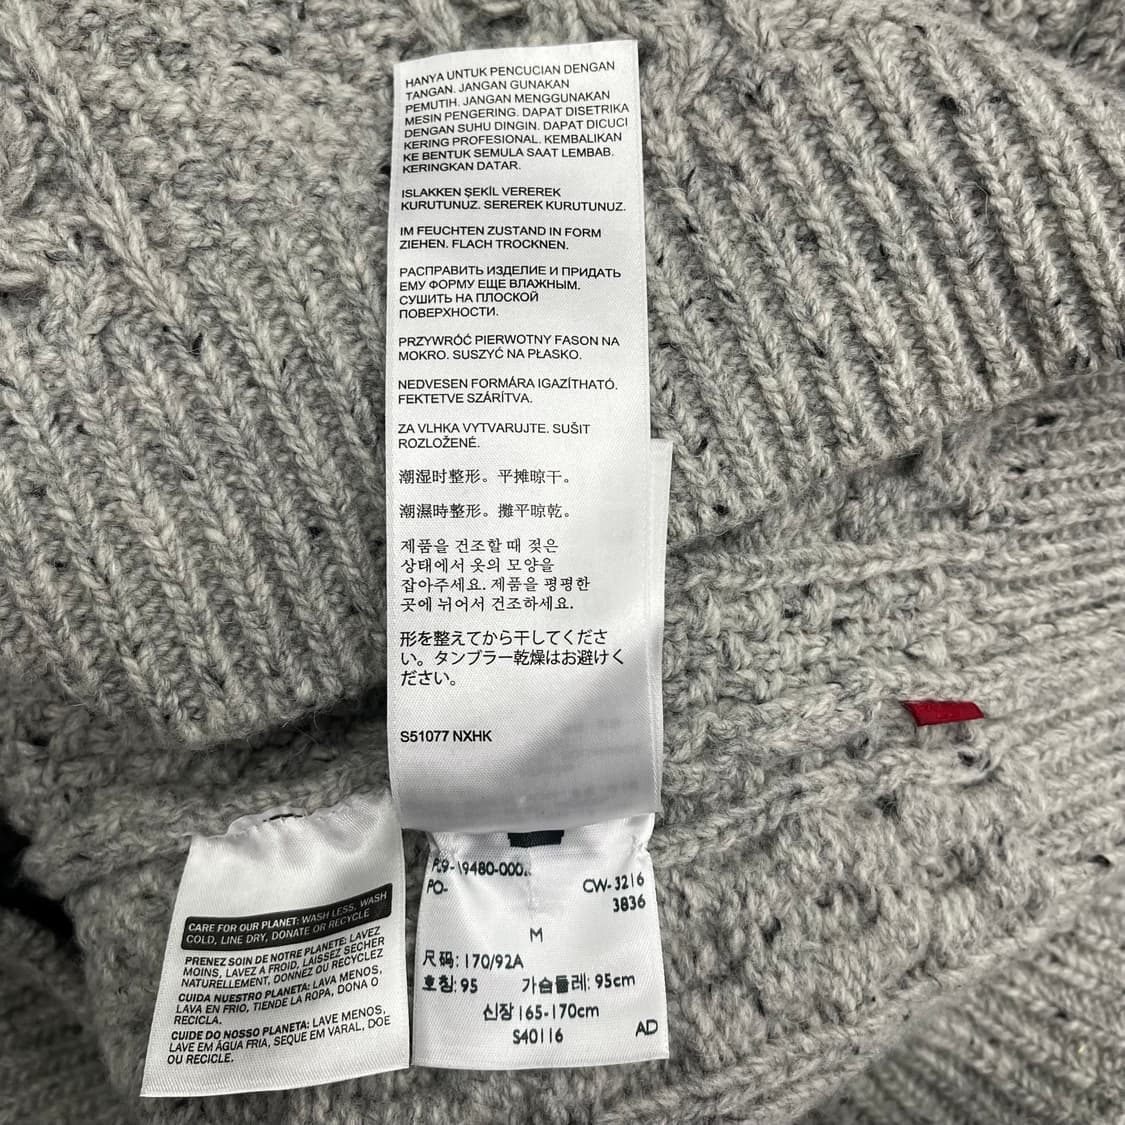 HANYA UNTUK PENCUCIAN DENGAN
TANGAN. JANGAN GUNAKAN
PEMUTIH. JANGAN MENGGUNAKAN
MESIN PENGERING. DAPAT DISETRIKA
DENGAN SUHU DINGIN. DAPAT DICUCI
KERING PROFESIONAL. KEMBALIKAN
KE BENTUK SEMULA SAAT LEMBAB.
KERINGKAN DATAR.
ISLAKKEN ŞEKİL VEREREK
KURUTUNUZ. SEREREK KURUTUNUZ.
IM FEUCHTEN ZUSTAND IN FORM
ZIEHEN. FLACH TROCKNEN.
РАСПРАВИТЬ ИЗДЕЛИЕ И ПРИДАТЬ
ЕМУ ФОРМУ ЕЩЕ ВЛАЖНЫМ.
СУШИТЬ НА ПЛОСКОЙ
ПОВЕРХНОСТИ.
PRZYWRÓĆ PIERWOTNY FASON NA
MOKRO. SUSZYĆ NA PŁASKO.
NEDVESEN FORMÁRA IGAZÍTHATÓ.
FEKTETVE SZÁRÍTVA.
ZA VLHKA VYTVARUJTE. SUŠIT
ROZLOŽENÉ.
潮湿时整形。平摊晾干。
潮濕時整形。攤平晾乾。
제품을 건조할 때 젖은
상태에서 옷의 모양을
잡아주세요. 제품을 평평한
곳에 뉘어서 건조하세요.
形を整えてから干してくださ
い。タンブラー乾燥はお避けく
ださい。
S51077 NXHK
CARE FOR OUR PLANET: WASH LESS, WASH
COLD, LINE DRY, DONATE OR RECYCLE
PRENEZ SOIN DE NOTRE PLANETE: LAVEZ
MOINS, LAVEZ A FROID, LAISSEZ SECHER
NATURELLEMENT, DONNEZ OU RECYCLEZ
CUIDA NUESTRO PLANETA: LAVA MENOS,
LAVA EN FRIO, TIENDE LA ROPA, DONA O
RECICLA.
CUIDE DO NOSSO PLANETA: LAVE MENOS,
LAVE EM ÁGUA FRIA, SEQUE EM VARAL, DOE
OU RECICLE.
PO-
CW-3216
3836
M
尺码: 170/92A
호칭: 95 가슴둘레: 95cm
신장 165-170cm
S40116 AD